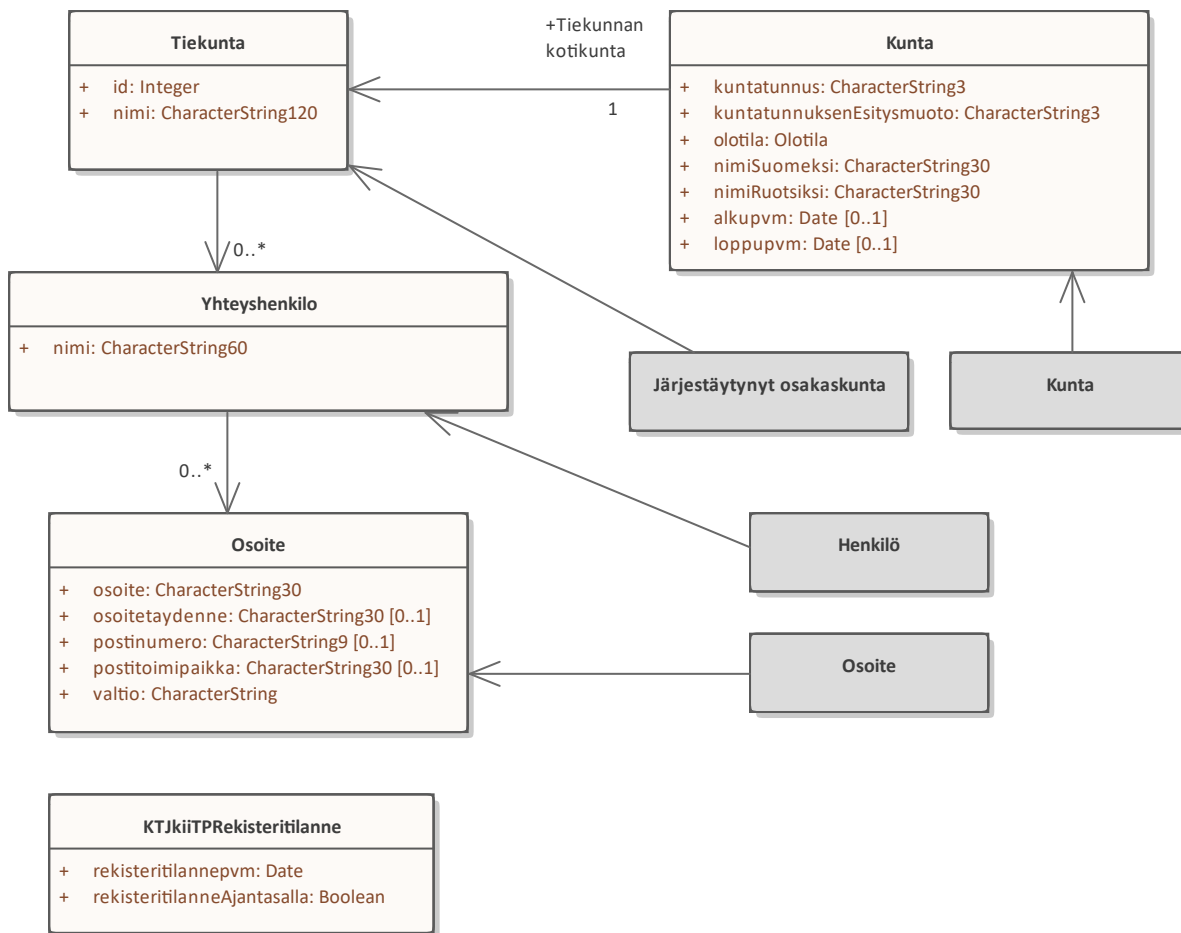 Tiekunta
+ id: Integer
+ nimi: CharacterString120
+Tiekunnan
kotikunta
1
Kunta
+ kuntatunnus: CharacterString3
+ kuntatunnuksenEsitysmuoto: CharacterString3
+ olotila: Olotila
+ nimiSuomeksi: CharacterString30
+ nimiRuotsiksi: CharacterString30
+ alkupvm: Date [0..1]
+ loppupvm: Date [0..1]
0..*
Yhteyshenkilo
+ nimi: CharacterString60
Järjestäytynyt osakaskunta
Kunta
0..*
Osoite
+ osoite: CharacterString30
+ osoitetaydenne: CharacterString30 [0..1]
+ postinumero: CharacterString9 [0..1]
+ postitoimipaikka: CharacterString30 [0..1]
+ valtio: CharacterString
Henkilö
Osoite
KTJkiiTPRekisteritilanne
+ rekisteritilannepvm: Date
+ rekisteritilanneAjantasalla: Boolean